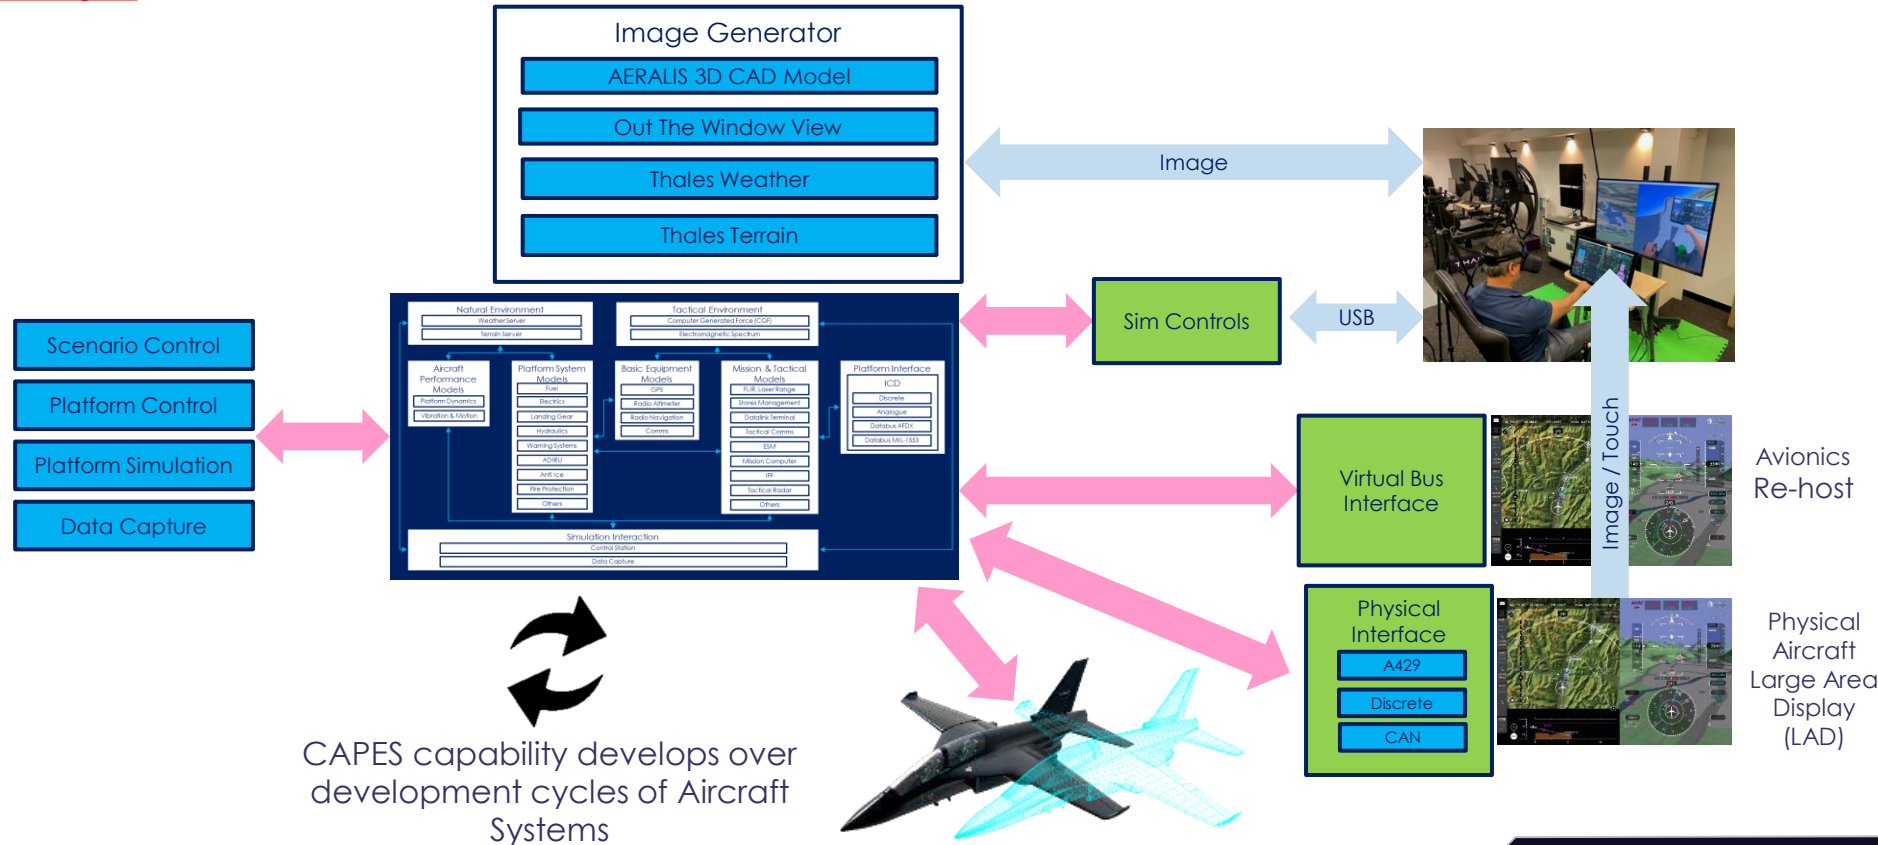 Image Generator
AERALIS 3D CAD Model
Out The Window View
Thales Weather
Thales Terrain
Image
Scenario Control
Platform Control
Platform Simulation
Data Capture
Natural Environment
Weather Server
Terrain Server
Tactical Environment
Computer Generated Force (CGF)
Electromagnetic Spectrum
Aircraft
Performance
Models
Platform Dynamics
Vibration & Motion
Platform System
Models
Fuel
Electrics
Landing Gear
Hydraulics
Warning Systems
ADIRU
Anti Ice
Fire Protection
Others
Basic Equipment
Models
GPS
Radio Altimeter
Radio Navigation
Comms
Mission & Tactical
Models
FLIR, Laser Range
Stores Management
Datalink Terminal
Tactical Comms
ESM
Mission Computer
IFF
Tactical Radar
Others
Platform Interface
ICD
Discrete
Analogue
Databus AFDX
Databus MIL-1553
Simulation Interaction
Control Station
Data Capture
Sim Controls
USB
Virtual Bus
Interface
Image / Touch
Avionics
Re-host
Physical
Interface
A429
Discrete
CAN
Physical
Aircraft
Large Area
Display
(LAD)
CAPES capability develops over
development cycles of Aircraft
Systems